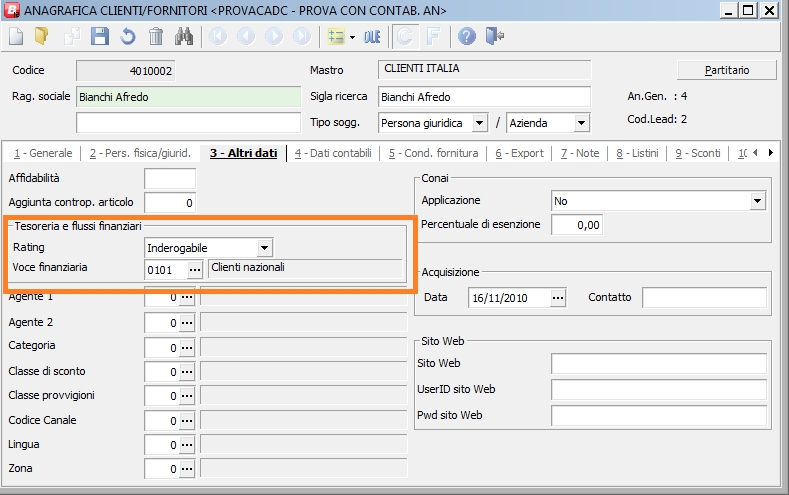 ANAGRAFICA CLIENTI/FORNITORI <PROVACADC - PROVA CON CONTAB. AN>
OLE C F
Codice 4010002 Mastro CLIENTI ITALIA Partitario
Rag. sociale Bianchi Afredo Sigla ricerca Bianchi Afredo An.Gen. : 4
Tipo sogg. Persona giuridica / Azienda Cod.Lead: 2
1 - Generale 2 - Pers. fisica/giurid. 3 - Altri dati 4 - Dati contabili 5 - Cond. fornitura 6 - Export 7 - Note 8 - Listini 9 - Sconti 10
Affidabilità
Aggiunta controp. articolo 0
Tesoreria e flussi finanziari
Rating Inderogabile
Voce finanziaria 0101 ... Clienti nazionali
Agente 1 0 ...
Agente 2 0 ...
Categoria 0 ...
Classe di sconto 0 ...
Classe provvigioni 0 ...
Codice Canale 0 ...
Lingua 0 ...
Zona 0 ...
Conai
Applicazione No
Percentuale di esenzione 0,00
Acquisizione
Data 16/11/2010 ... Contatto
Sito Web
Sito Web
UserID sito Web
Pwd sito Web